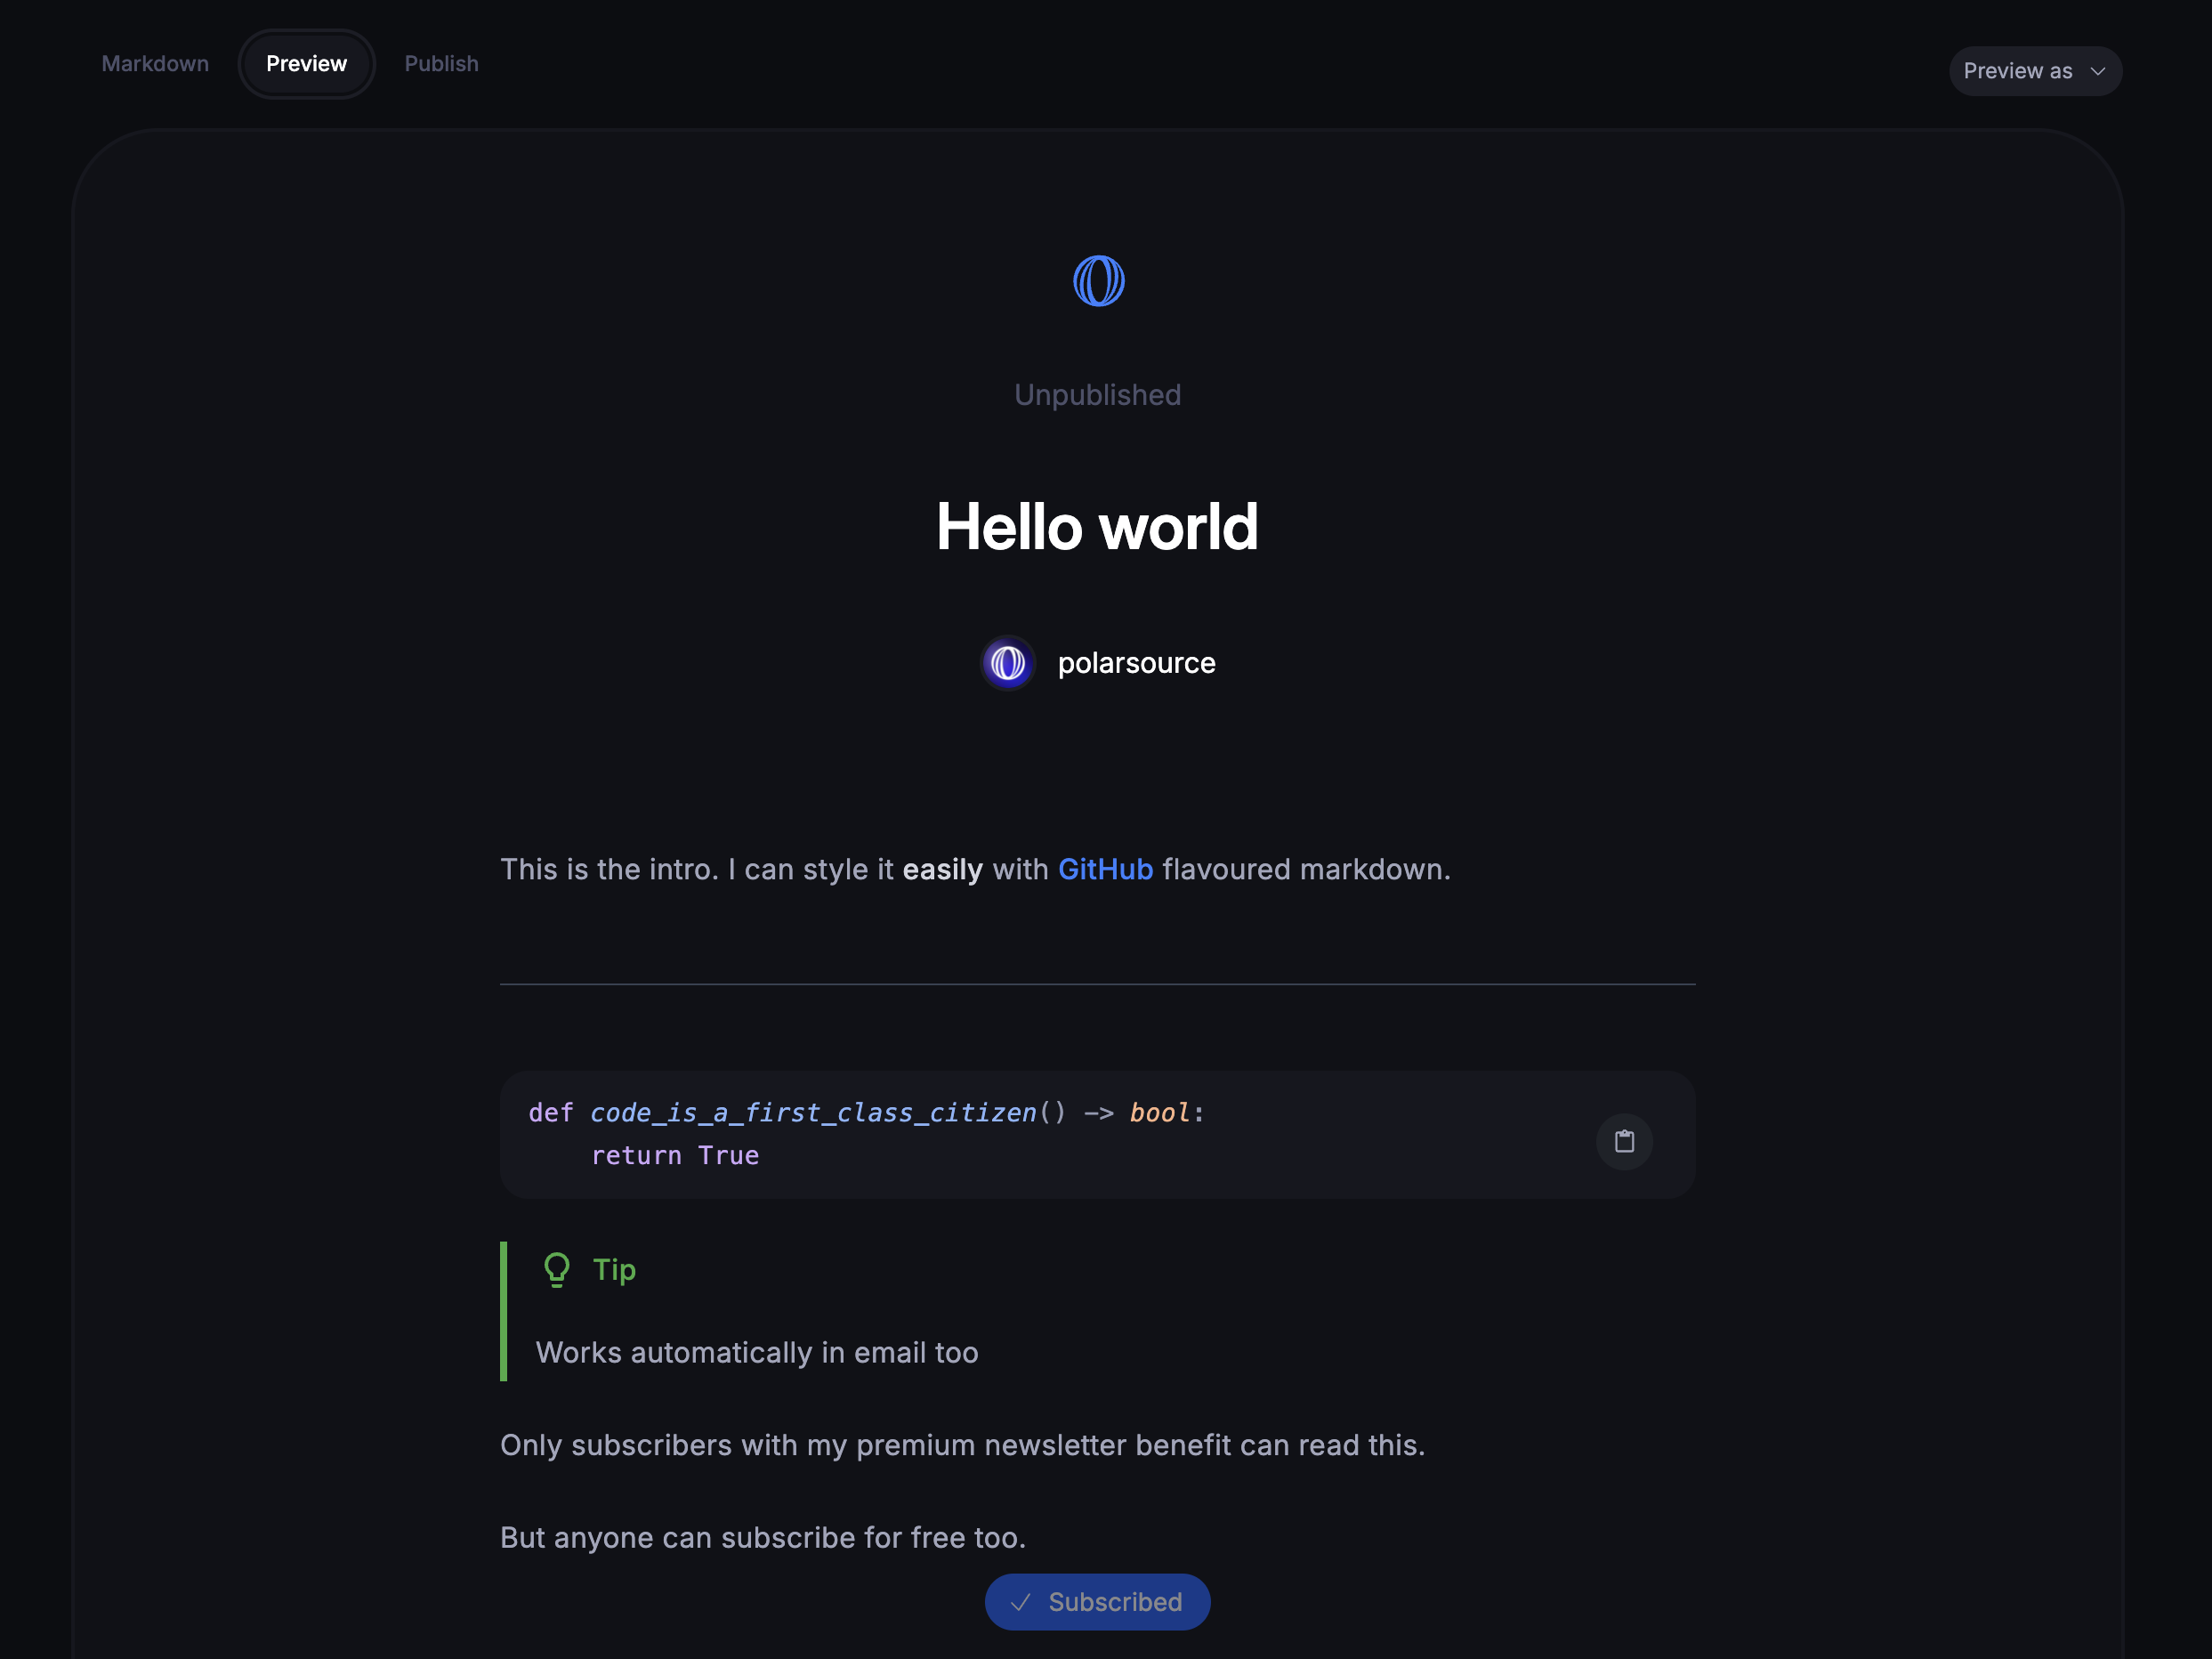 Markdown
Preview
Publish
Preview as
Unpublished
Hello world
polarsource
This is the intro. I can style it easily with GitHub flavoured markdown.
def code_is_a_first_class_citizen() -> bool:
    return True
Tip
Works automatically in email too
Only subscribers with my premium newsletter benefit can read this.
But anyone can subscribe for free too.
Subscribed